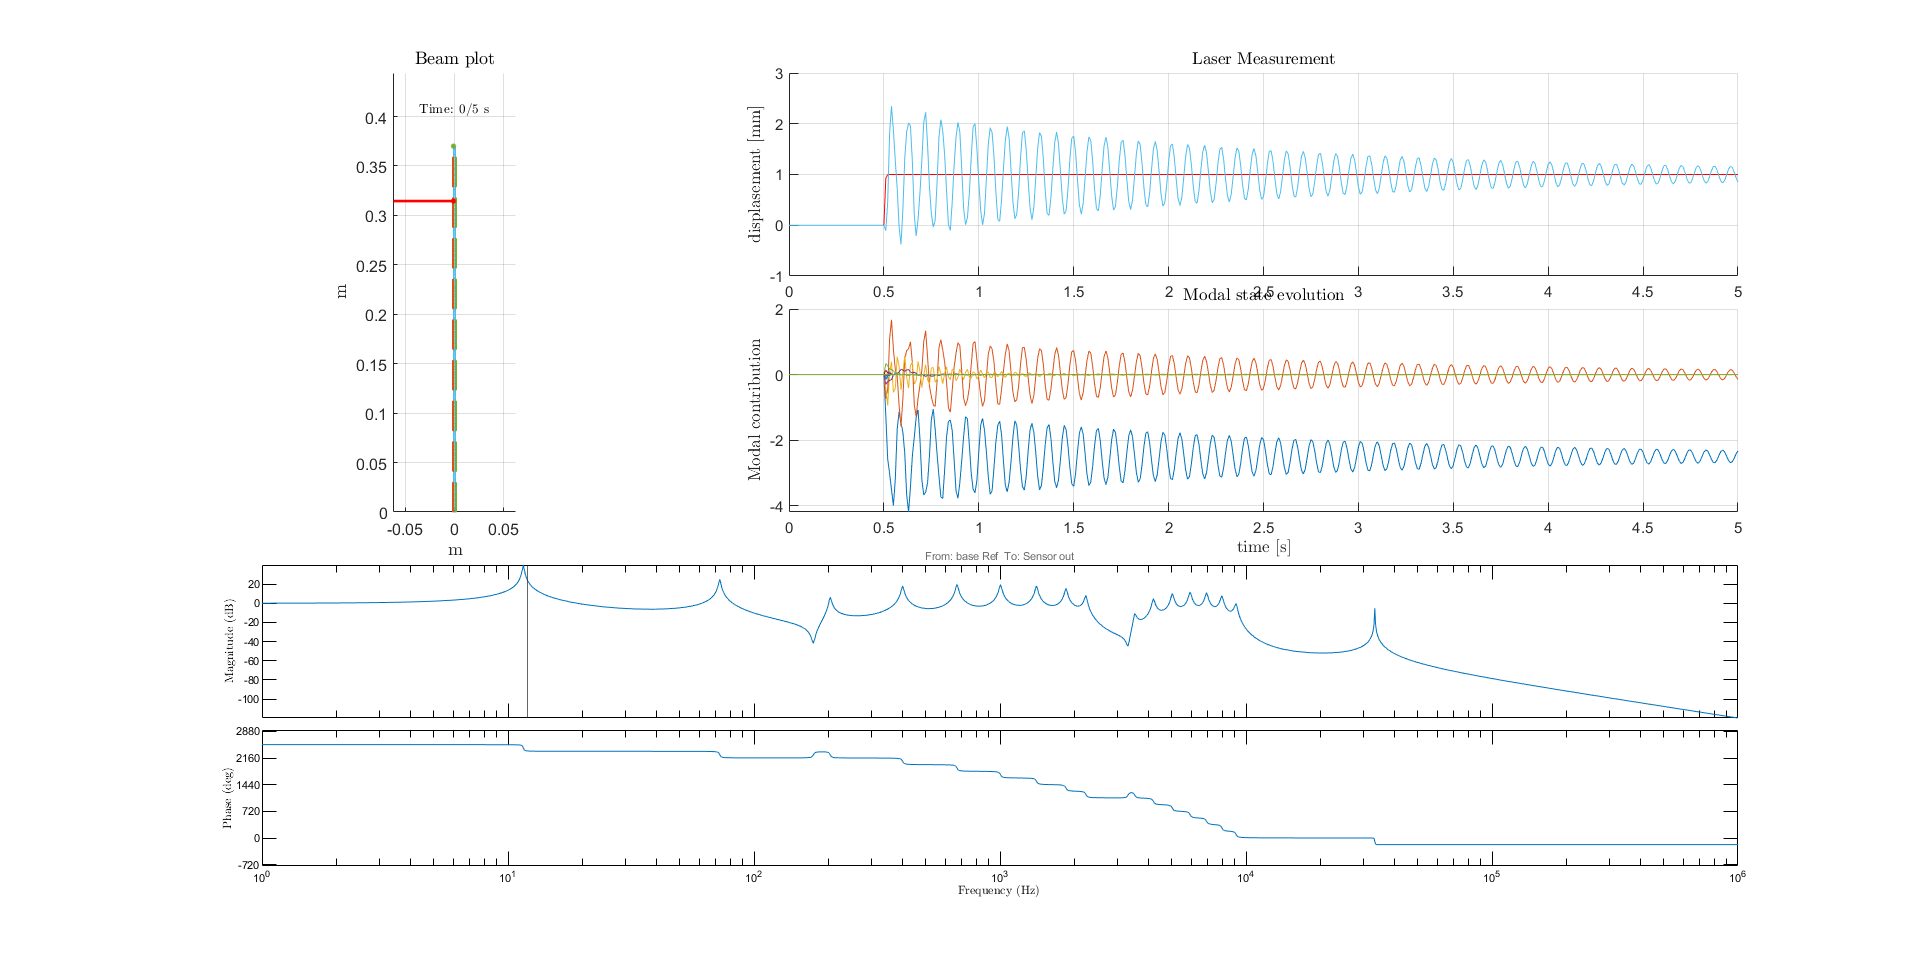 Beam plot
Time: 0/5 s
0.4
0.35
0.3
0.25
0.2
0.15
0.1
0.05
0
m
-0.05 0 0.05
m
Laser Measurement
displasement [mm]
3
2
1
0
-1
0 0.5 1 1.5 2 2.5 3 3.5 4 4.5 5
Modal state evolution
Modal contribution
2
0
-2
-4
0 0.5 1 1.5 2 2.5 3 3.5 4 4.5 5
time [s]
From: base Ref To: Sensor out
Magnitude (dB)
20
0
-20
-40
-60
-80
-100
Phase (deg)
2880
2160
1440
720
0
-720
10^0 10^1 10^2 10^3 10^4 10^5 10^6
Frequency (Hz)